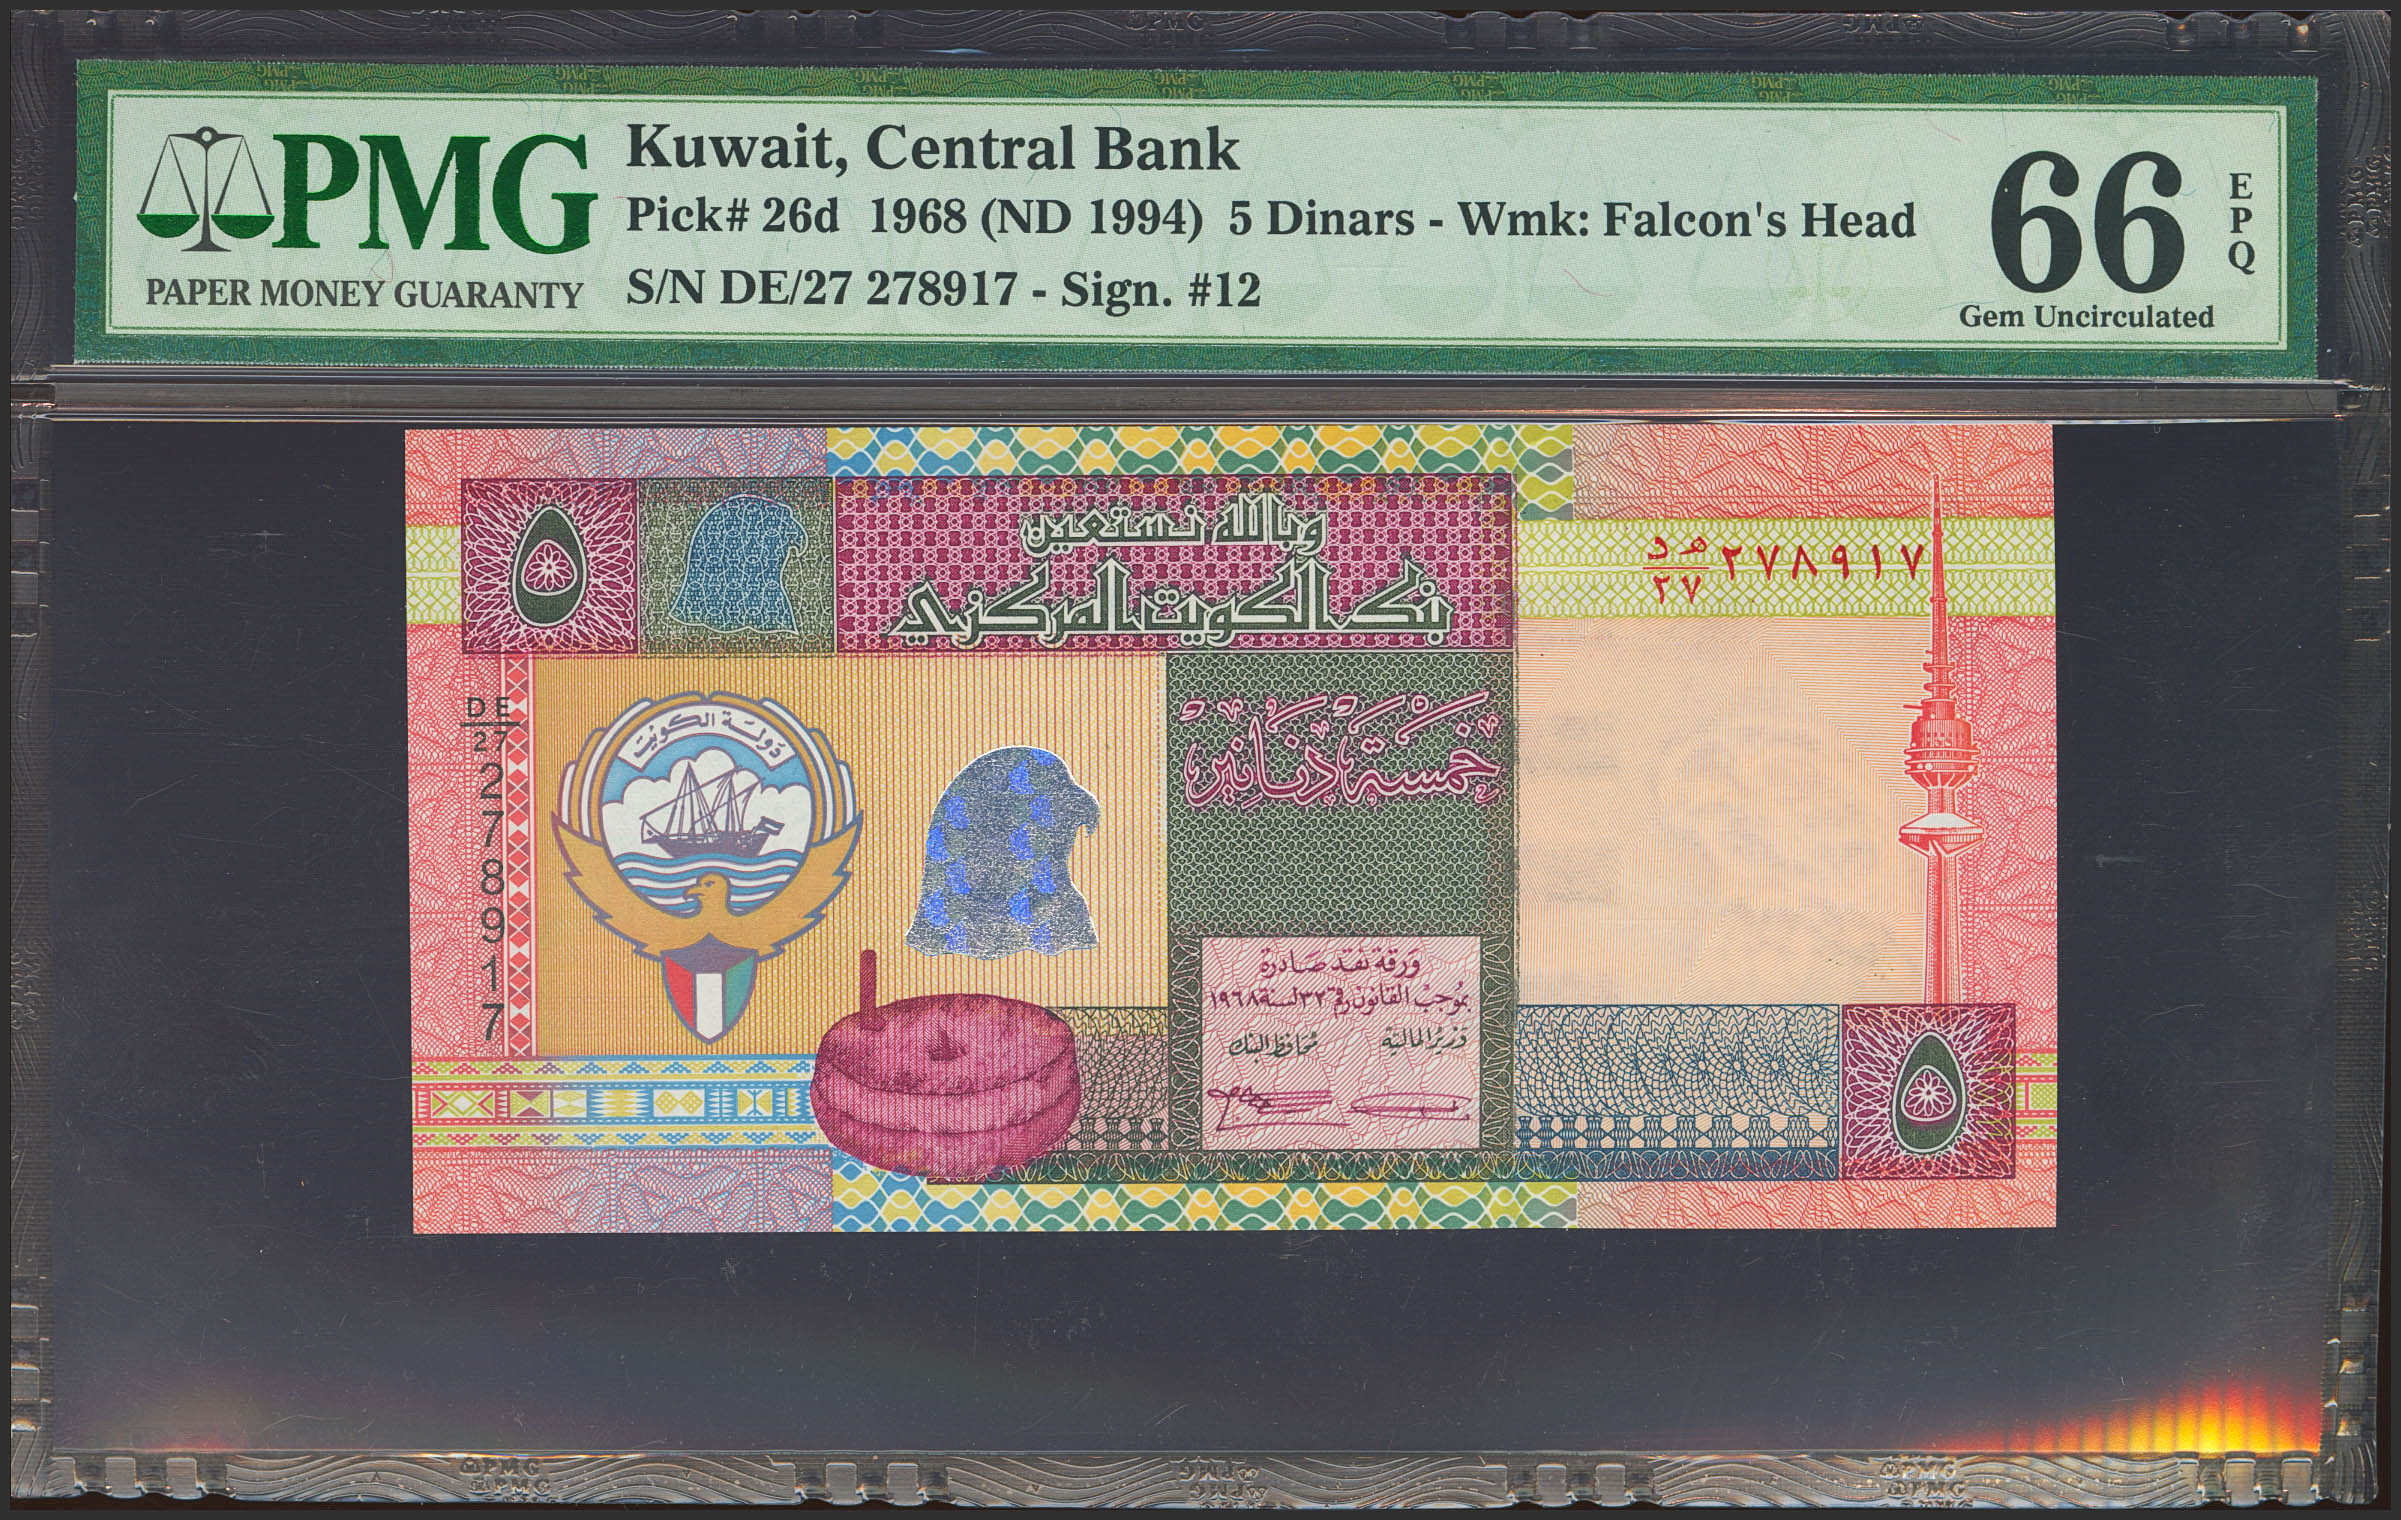 PMG
PAPER MONEY GUARANTY
Kuwait, Central Bank
Pick# 26d 1968 (ND 1994) 5 Dinars - Wmk: Falcon's Head
S/N DE/27 278917 - Sign. #12
66
EPQ
Gem Uncirculated
٥
وبالله نستعين
بنك الكويت المركزي
هـ د
٢٧
٢٧٨٩١٧
DE
27
278917
دولة الكويت
خمسة دنانير
ورقة نقد صادرة
بموجب القانون رقم ٣٢ لسنة ١٩٦٨
وزير المالية
محافظ البنك
٥